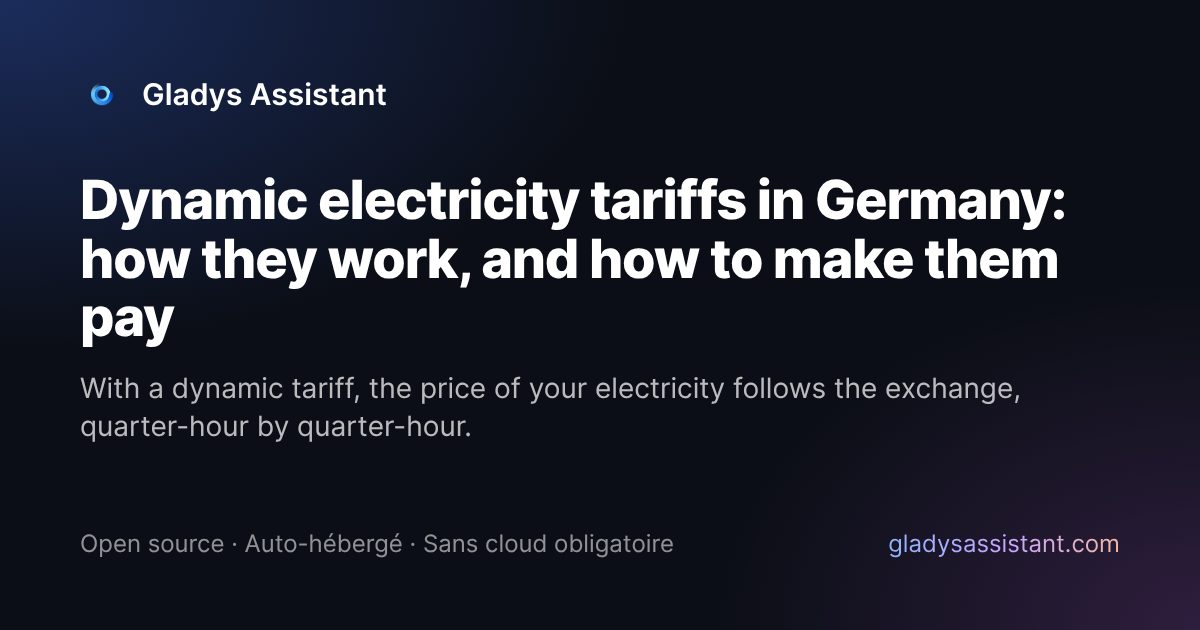 Gladys Assistant
Dynamic electricity tariffs in Germany:
how they work, and how to make them
pay
With a dynamic tariff, the price of your electricity follows the exchange,
quarter-hour by quarter-hour.
Open source · Auto-hébergé · Sans cloud obligatoire
gladysassistant.com